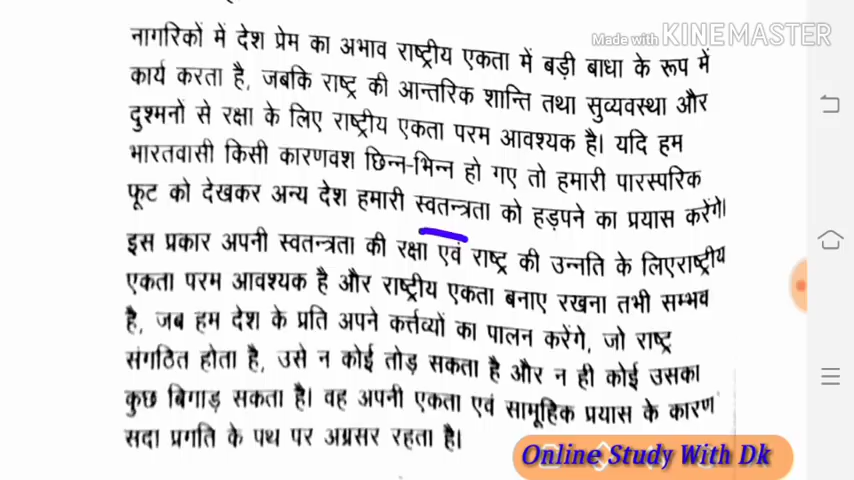 Made with KINEMASTER
नागरिकों में देश प्रेम का अभाव राष्ट्रीय एकता में बड़ी बाधा के रूप में
कार्य करता है, जबकि राष्ट्र की आन्तरिक शान्ति तथा सुव्यवस्था और
दुश्मनों से रक्षा के लिए राष्ट्रीय एकता परम आवश्यक है। यदि हम
भारतवासी किसी कारणवश छिन्न-भिन्न हो गए तो हमारी पारस्परिक
फूट को देखकर अन्य देश हमारी स्वतन्त्रता को हड़पने का प्रयास करेंगे।
इस प्रकार अपनी स्वतन्त्रता की रक्षा एवं राष्ट्र की उन्नति के लिएराष्ट्रीय
एकता परम आवश्यक है और राष्ट्रीय एकता बनाए रखना तभी सम्भव
है, जब हम देश के प्रति अपने कर्त्तव्यों का पालन करेंगे, जो राष्ट्र
संगठित होता है, उसे न कोई तोड़ सकता है और न ही कोई उसका
कुछ बिगाड़ सकता है। वह अपनी एकता एवं सामूहिक प्रयास के कारण
सदा प्रगति के पथ पर अग्रसर रहता है।
Online Study With Dk